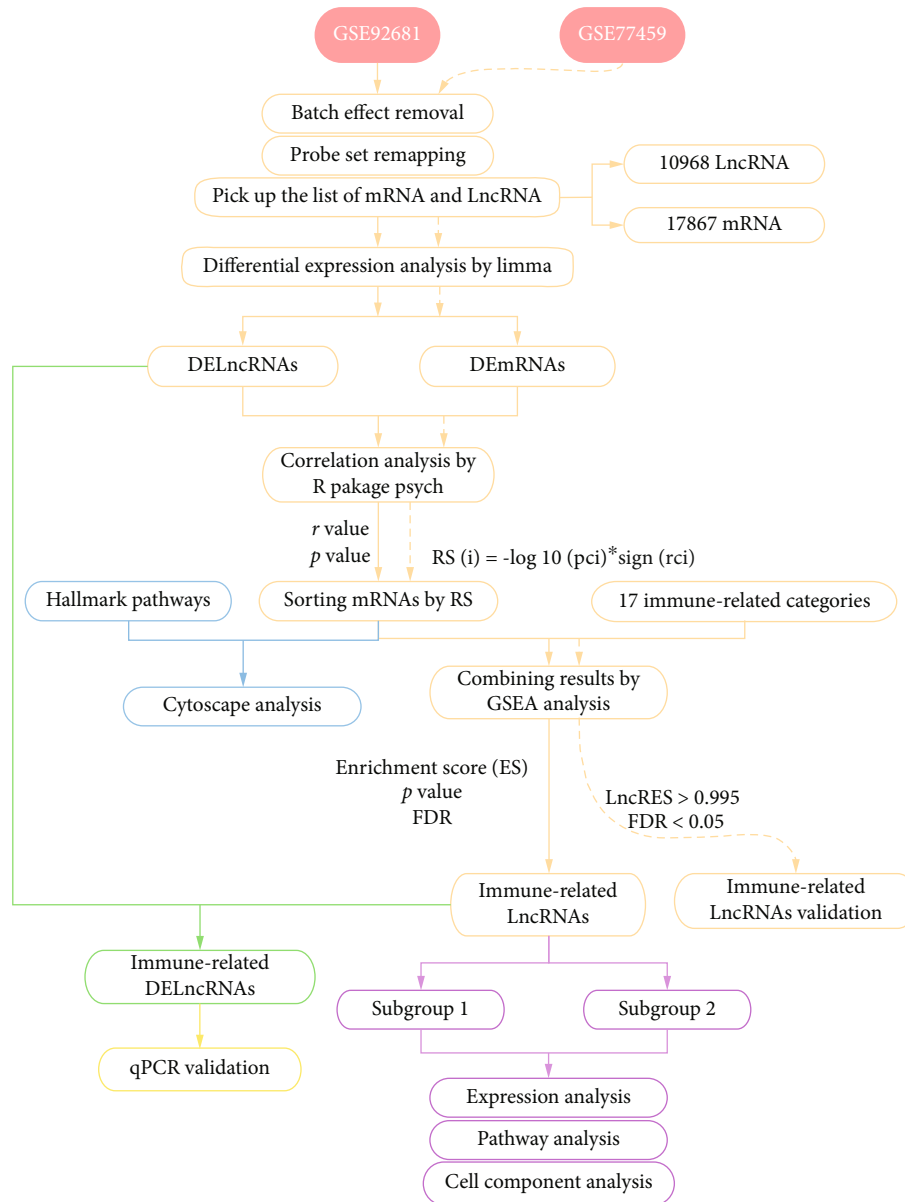 GSE92681
GSE77459
Batch effect removal
Probe set remapping
Pick up the list of mRNA and LncRNA
10968 LncRNA
17867 mRNA
Differential expression analysis by limma
DELncRNAs
DEmRNAs
Correlation analysis by
R pakage psych
r value
p value
RS (i) = -log 10 (pci)*sign (rci)
Hallmark pathways
Sorting mRNAs by RS
17 immune-related categories
Cytoscape analysis
Combining results by
GSEA analysis
Enrichment score (ES)
p value
FDR
LncRES > 0.995
FDR < 0.05
Immune-related
LncRNAs
Immune-related
LncRNAs validation
Immune-related
DELncRNAs
Subgroup 1
Subgroup 2
qPCR validation
Expression analysis
Pathway analysis
Cell component analysis